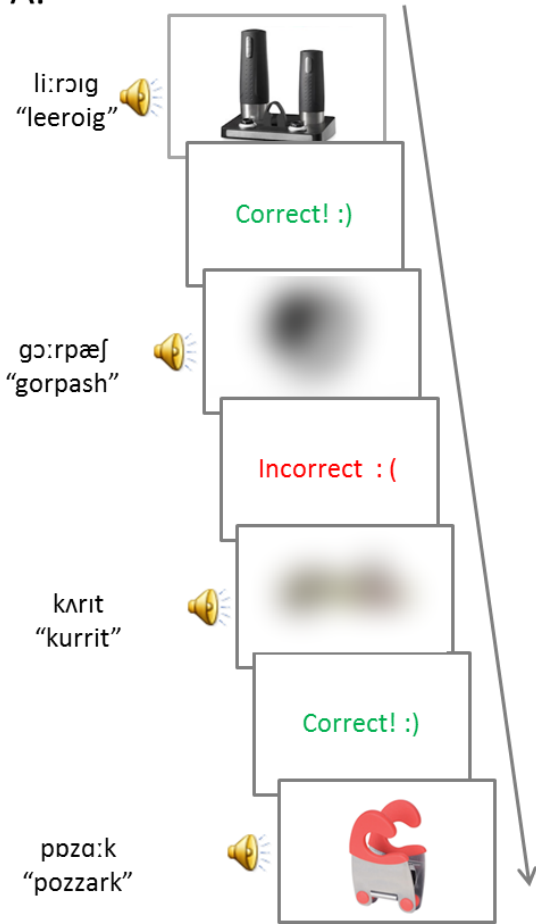 liːrɔɪg
“leeroig”
Correct! :)
gɔːrpæʃ
“gorpash”
Incorrect : (
kʌrɪt
“kurrit”
Correct! :)
pɒzɑːk
“pozzark”